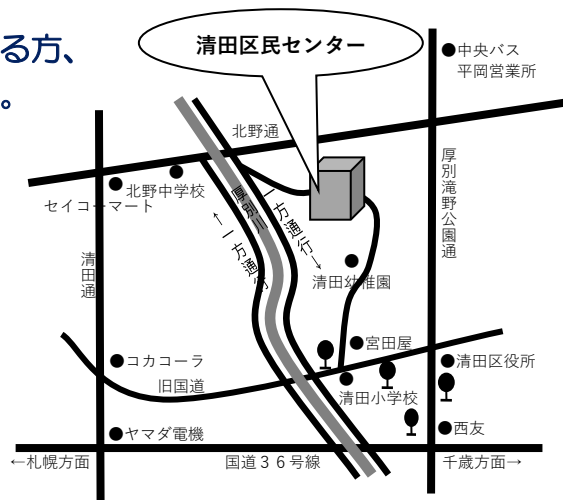 る方、
。
清田区民センター
中央バス
平岡営業所
北野通
厚別滝野公園通
北野中学校
セイコーマート
厚別川
一方通行→
←一方通行
清田通
清田幼稚園
宮田屋
コカコーラ
旧国道
清田区役所
清田小学校
ヤマダ電機
西友
←札幌方面
国道３６号線
千歳方面→